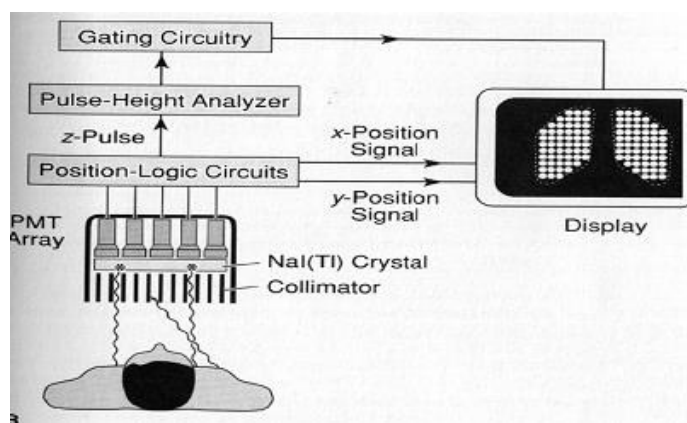 Gating Circuitry
Pulse-Height Analyzer
z-Pulse
Position-Logic Circuits
x-Position
Signal
y-Position
Signal
Display
PMT
Array
NaI(Tl) Crystal
Collimator
B